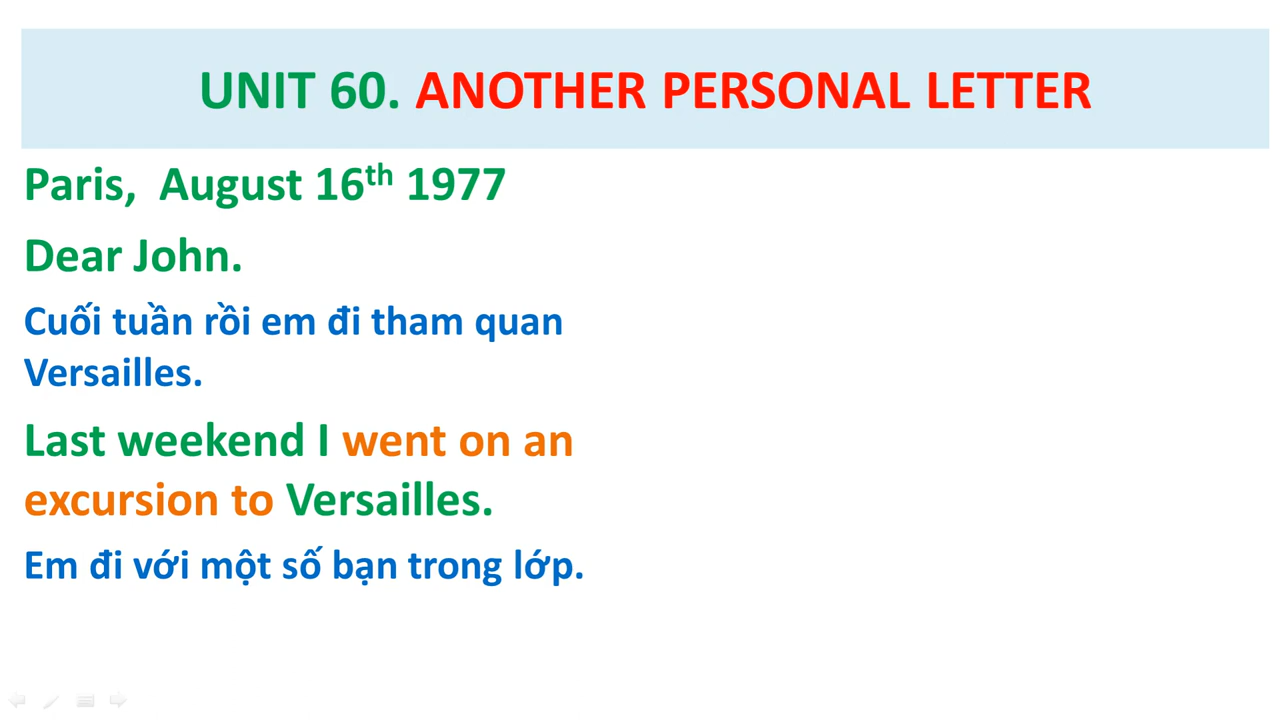 UNIT 60. ANOTHER PERSONAL LETTER
Paris,  August 16th 1977
Dear John.
Cuối tuần rồi em đi tham quan
Versailles.
Last weekend I went on an
excursion to Versailles.
Em đi với một số bạn trong lớp.